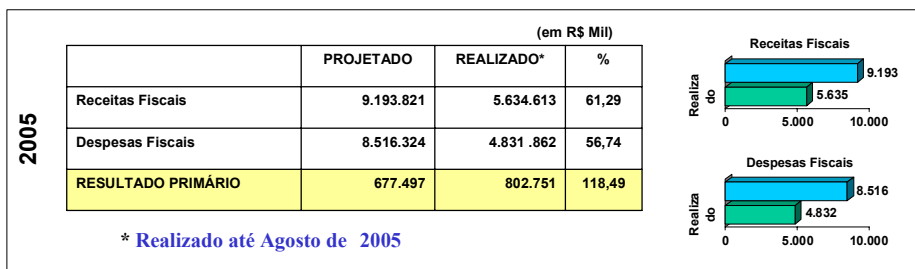 2005
(em R$ Mil)
PROJETADO REALIZADO* %
Receitas Fiscais 9.193.821 5.634.613 61,29
Despesas Fiscais 8.516.324 4.831 .862 56,74
RESULTADO PRIMÁRIO 677.497 802.751 118,49
* Realizado até Agosto de 2005
Receitas Fiscais
Realiza
do
9.193
5.635
0 5.000 10.000
Despesas Fiscais
Realiza
do
8.516
4.832
0 5.000 10.000